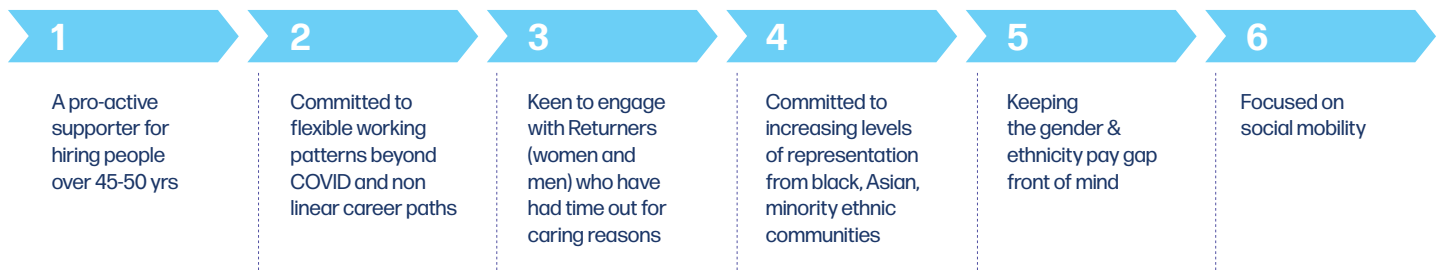 1
A pro-active
supporter for
hiring people
over 45-50 yrs
2
Committed to
flexible working
patterns beyond
COVID and non
linear career paths
3
Keen to engage
with Returners
(women and
men) who have
had time out for
caring reasons
4
Committed to
increasing levels
of representation
from black, Asian,
minority ethnic
communities
5
Keeping
the gender &
ethnicity pay gap
front of mind
6
Focused on
social mobility